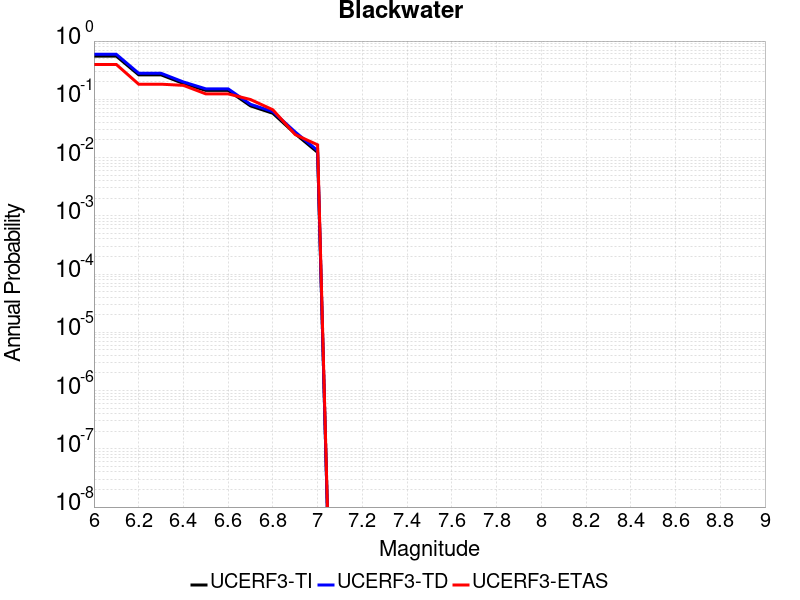 Blackwater
10^0
10^-1
10^-2
10^-3
10^-4
10^-5
10^-6
10^-7
10^-8
Annual Probability
6 6.2 6.4 6.6 6.8 7 7.2 7.4 7.6 7.8 8 8.2 8.4 8.6 8.8 9
Magnitude
UCERF3-TI UCERF3-TD UCERF3-ETAS